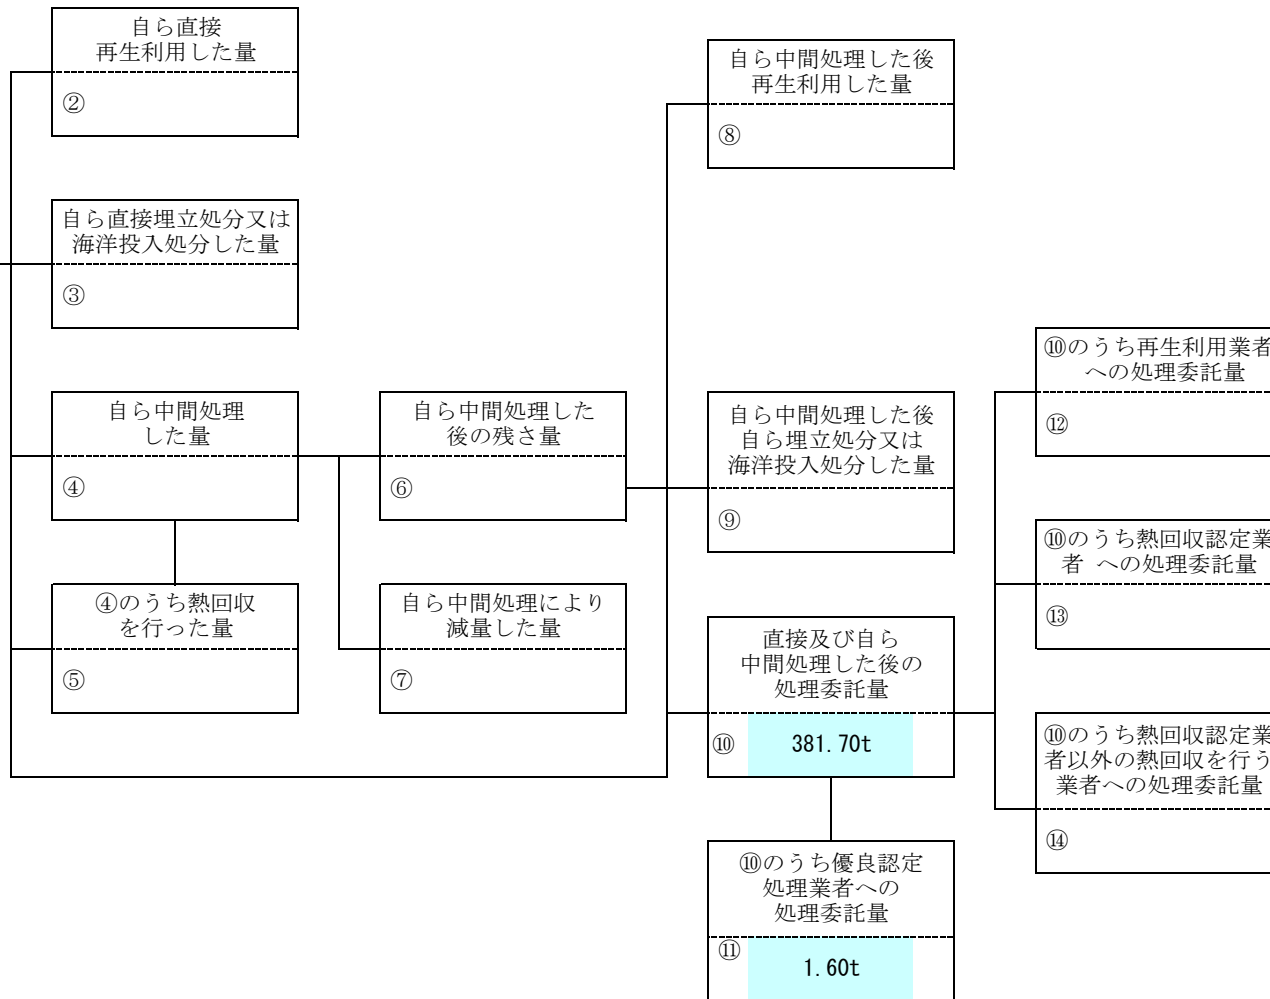 自ら直接
再生利用した量
②
自ら直接埋立処分又は
海洋投入処分した量
③
自ら中間処理
した量
④
④のうち熱回収
を行った量
⑤
自ら中間処理した
後の残さ量
⑥
自ら中間処理により
減量した量
⑦
自ら中間処理した後
再生利用した量
⑧
自ら中間処理した後
自ら埋立処分又は
海洋投入処分した量
⑨
直接及び自ら
中間処理した後の
処理委託量
⑩ 381.70t
⑩のうち優良認定
処理業者への
処理委託量
⑪ 1.60t
⑩のうち再生利用業者
への処理委託量
⑫
⑩のうち熱回収認定業
者 への処理委託量
⑬
⑩のうち熱回収認定業
者以外の熱回収を行う
業者への処理委託量
⑭